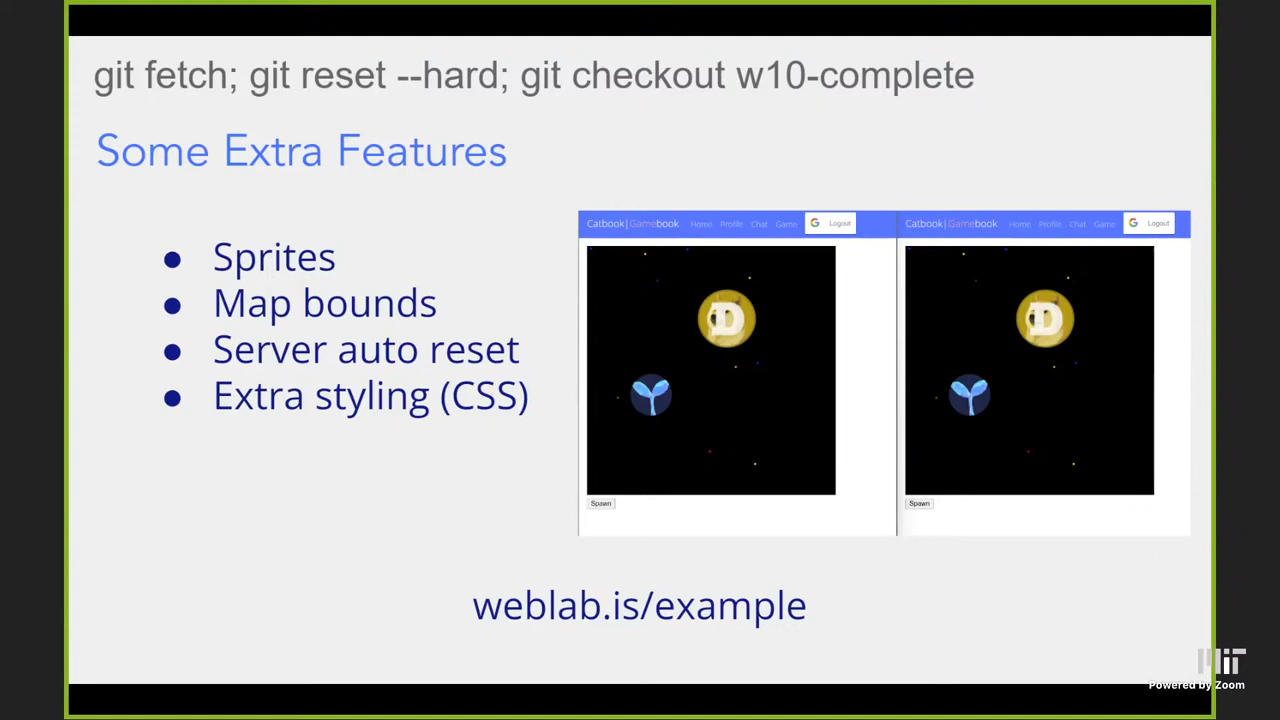 git fetch; git reset --hard; git checkout w10-complete
Some Extra Features
● Sprites
● Map bounds
● Server auto reset
● Extra styling (CSS)
Catbook|Gamebook Home Profile Chat Game G Logout
D
Spawn
Catbook|Gamebook Home Profile Chat Game G Logout
D
Spawn
weblab.is/example
MIT
Powered by Zoom